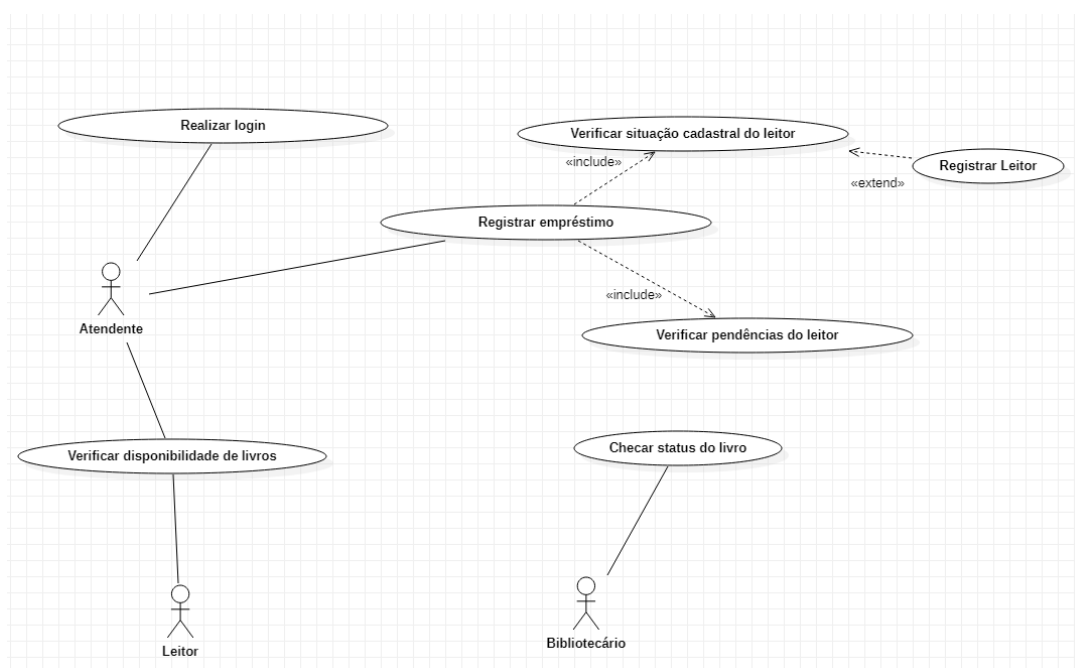 Realizar login
Verificar situação cadastral do leitor
«include»
Registrar Leitor
«extend»
Registrar empréstimo
«include»
Atendente
Verificar pendências do leitor
Checar status do livro
Verificar disponibilidade de livros
Bibliotecário
Leitor